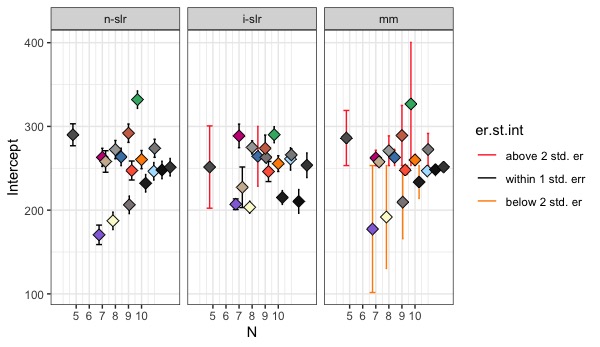 n-slr i-slr mm
400
300
200
100
Intercept
5 6 7 8 9 10 5 6 7 8 9 10 5 6 7 8 9 10
N
er.st.int
above 2 std. er
within 1 std. err
below 2 std. er